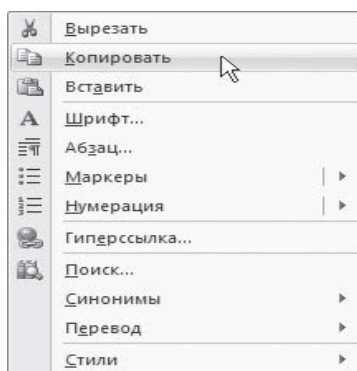 Вырезать
Копировать
Вставить
Шрифт...
Абзац...
Маркеры
Нумерация
Гиперссылка...
Поиск...
Синонимы
Перевод
Стили